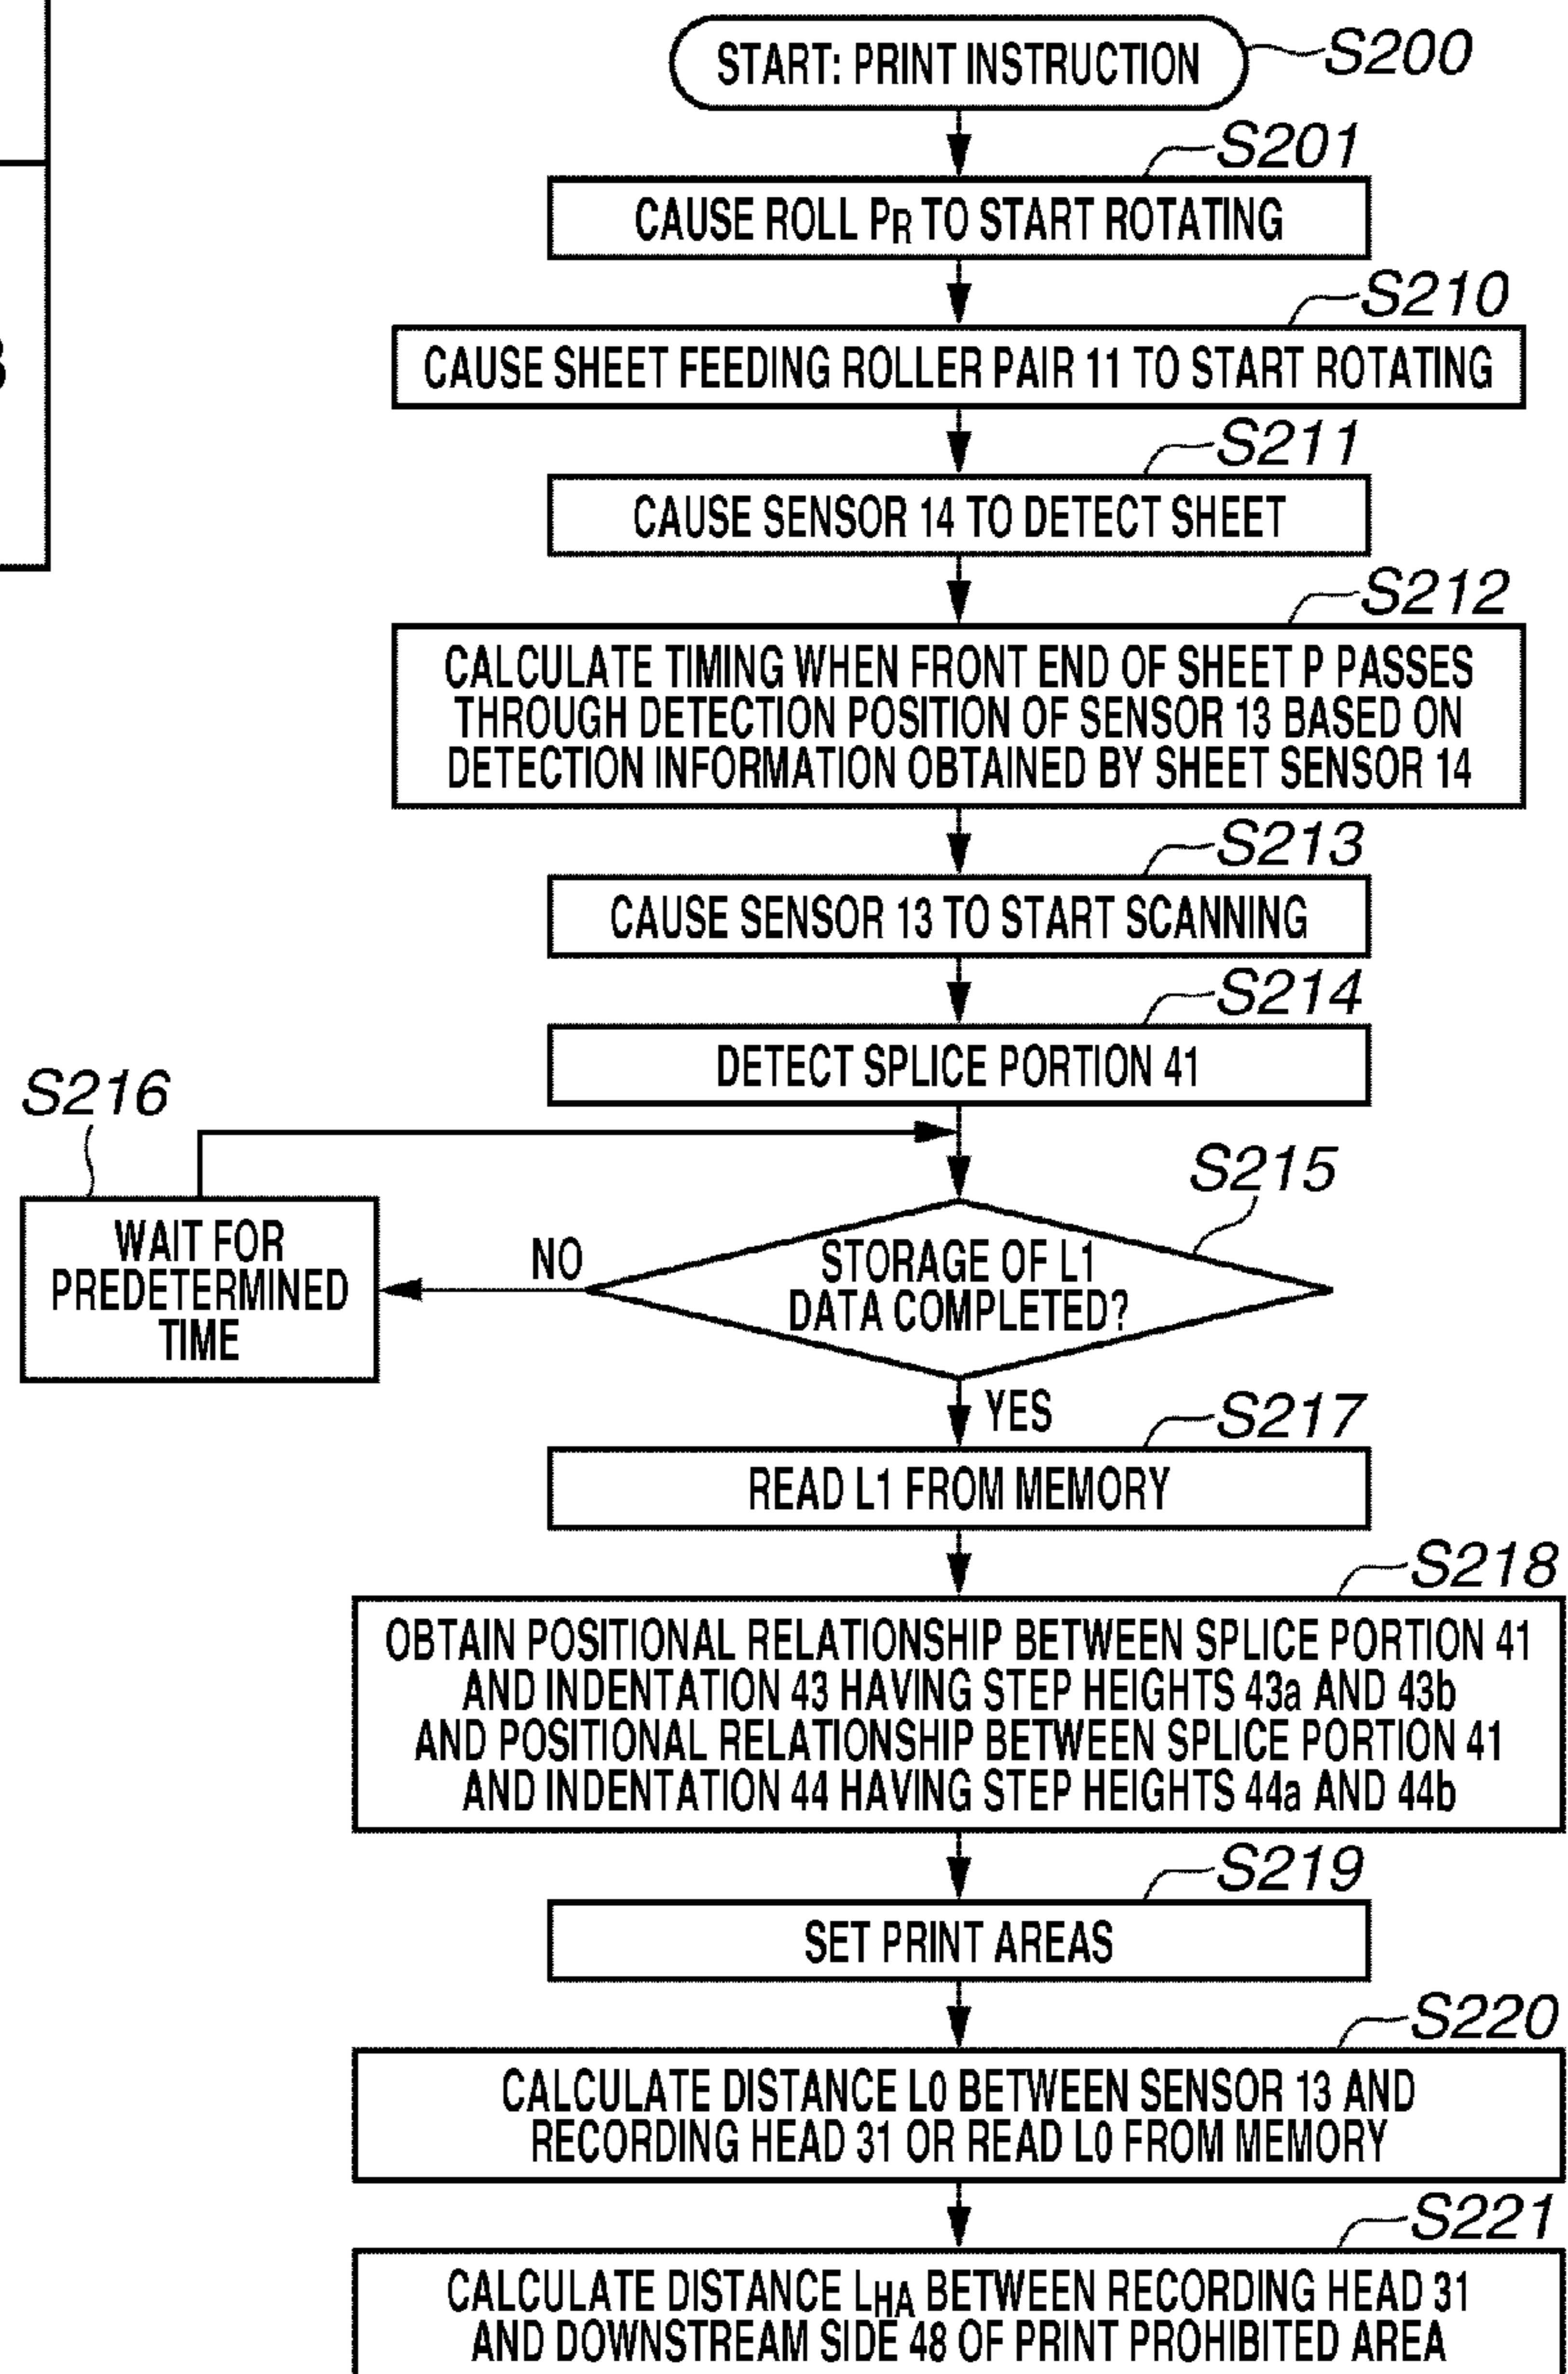 START: PRINT INSTRUCTION
S200
S201
CAUSE ROLL PR TO START ROTATING
S210
CAUSE SHEET FEEDING ROLLER PAIR 11 TO START ROTATING
S211
CAUSE SENSOR 14 TO DETECT SHEET
S212
CALCULATE TIMING WHEN FRONT END OF SHEET P PASSES
THROUGH DETECTION POSITION OF SENSOR 13 BASED ON
DETECTION INFORMATION OBTAINED BY SHEET SENSOR 14
S213
CAUSE SENSOR 13 TO START SCANNING
S214
DETECT SPLICE PORTION 41
S216
WAIT FOR
PREDETERMINED
TIME
S215
NO
STORAGE OF L1
DATA COMPLETED?
YES
S217
READ L1 FROM MEMORY
S218
OBTAIN POSITIONAL RELATIONSHIP BETWEEN SPLICE PORTION 41
AND INDENTATION 43 HAVING STEP HEIGHTS 43a AND 43b
AND POSITIONAL RELATIONSHIP BETWEEN SPLICE PORTION 41
AND INDENTATION 44 HAVING STEP HEIGHTS 44a AND 44b
S219
SET PRINT AREAS
S220
CALCULATE DISTANCE L0 BETWEEN SENSOR 13 AND
RECORDING HEAD 31 OR READ L0 FROM MEMORY
S221
CALCULATE DISTANCE LHA BETWEEN RECORDING HEAD 31
AND DOWNSTREAM SIDE 48 OF PRINT PROHIBITED AREA